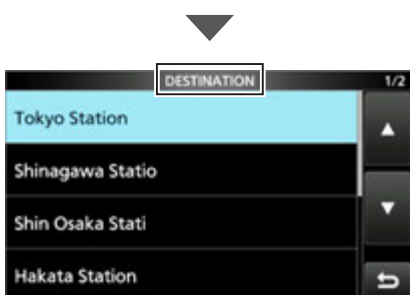 DESTINATION 1/2
Tokyo Station
Shinagawa Statio
Shin Osaka Stati
Hakata Station